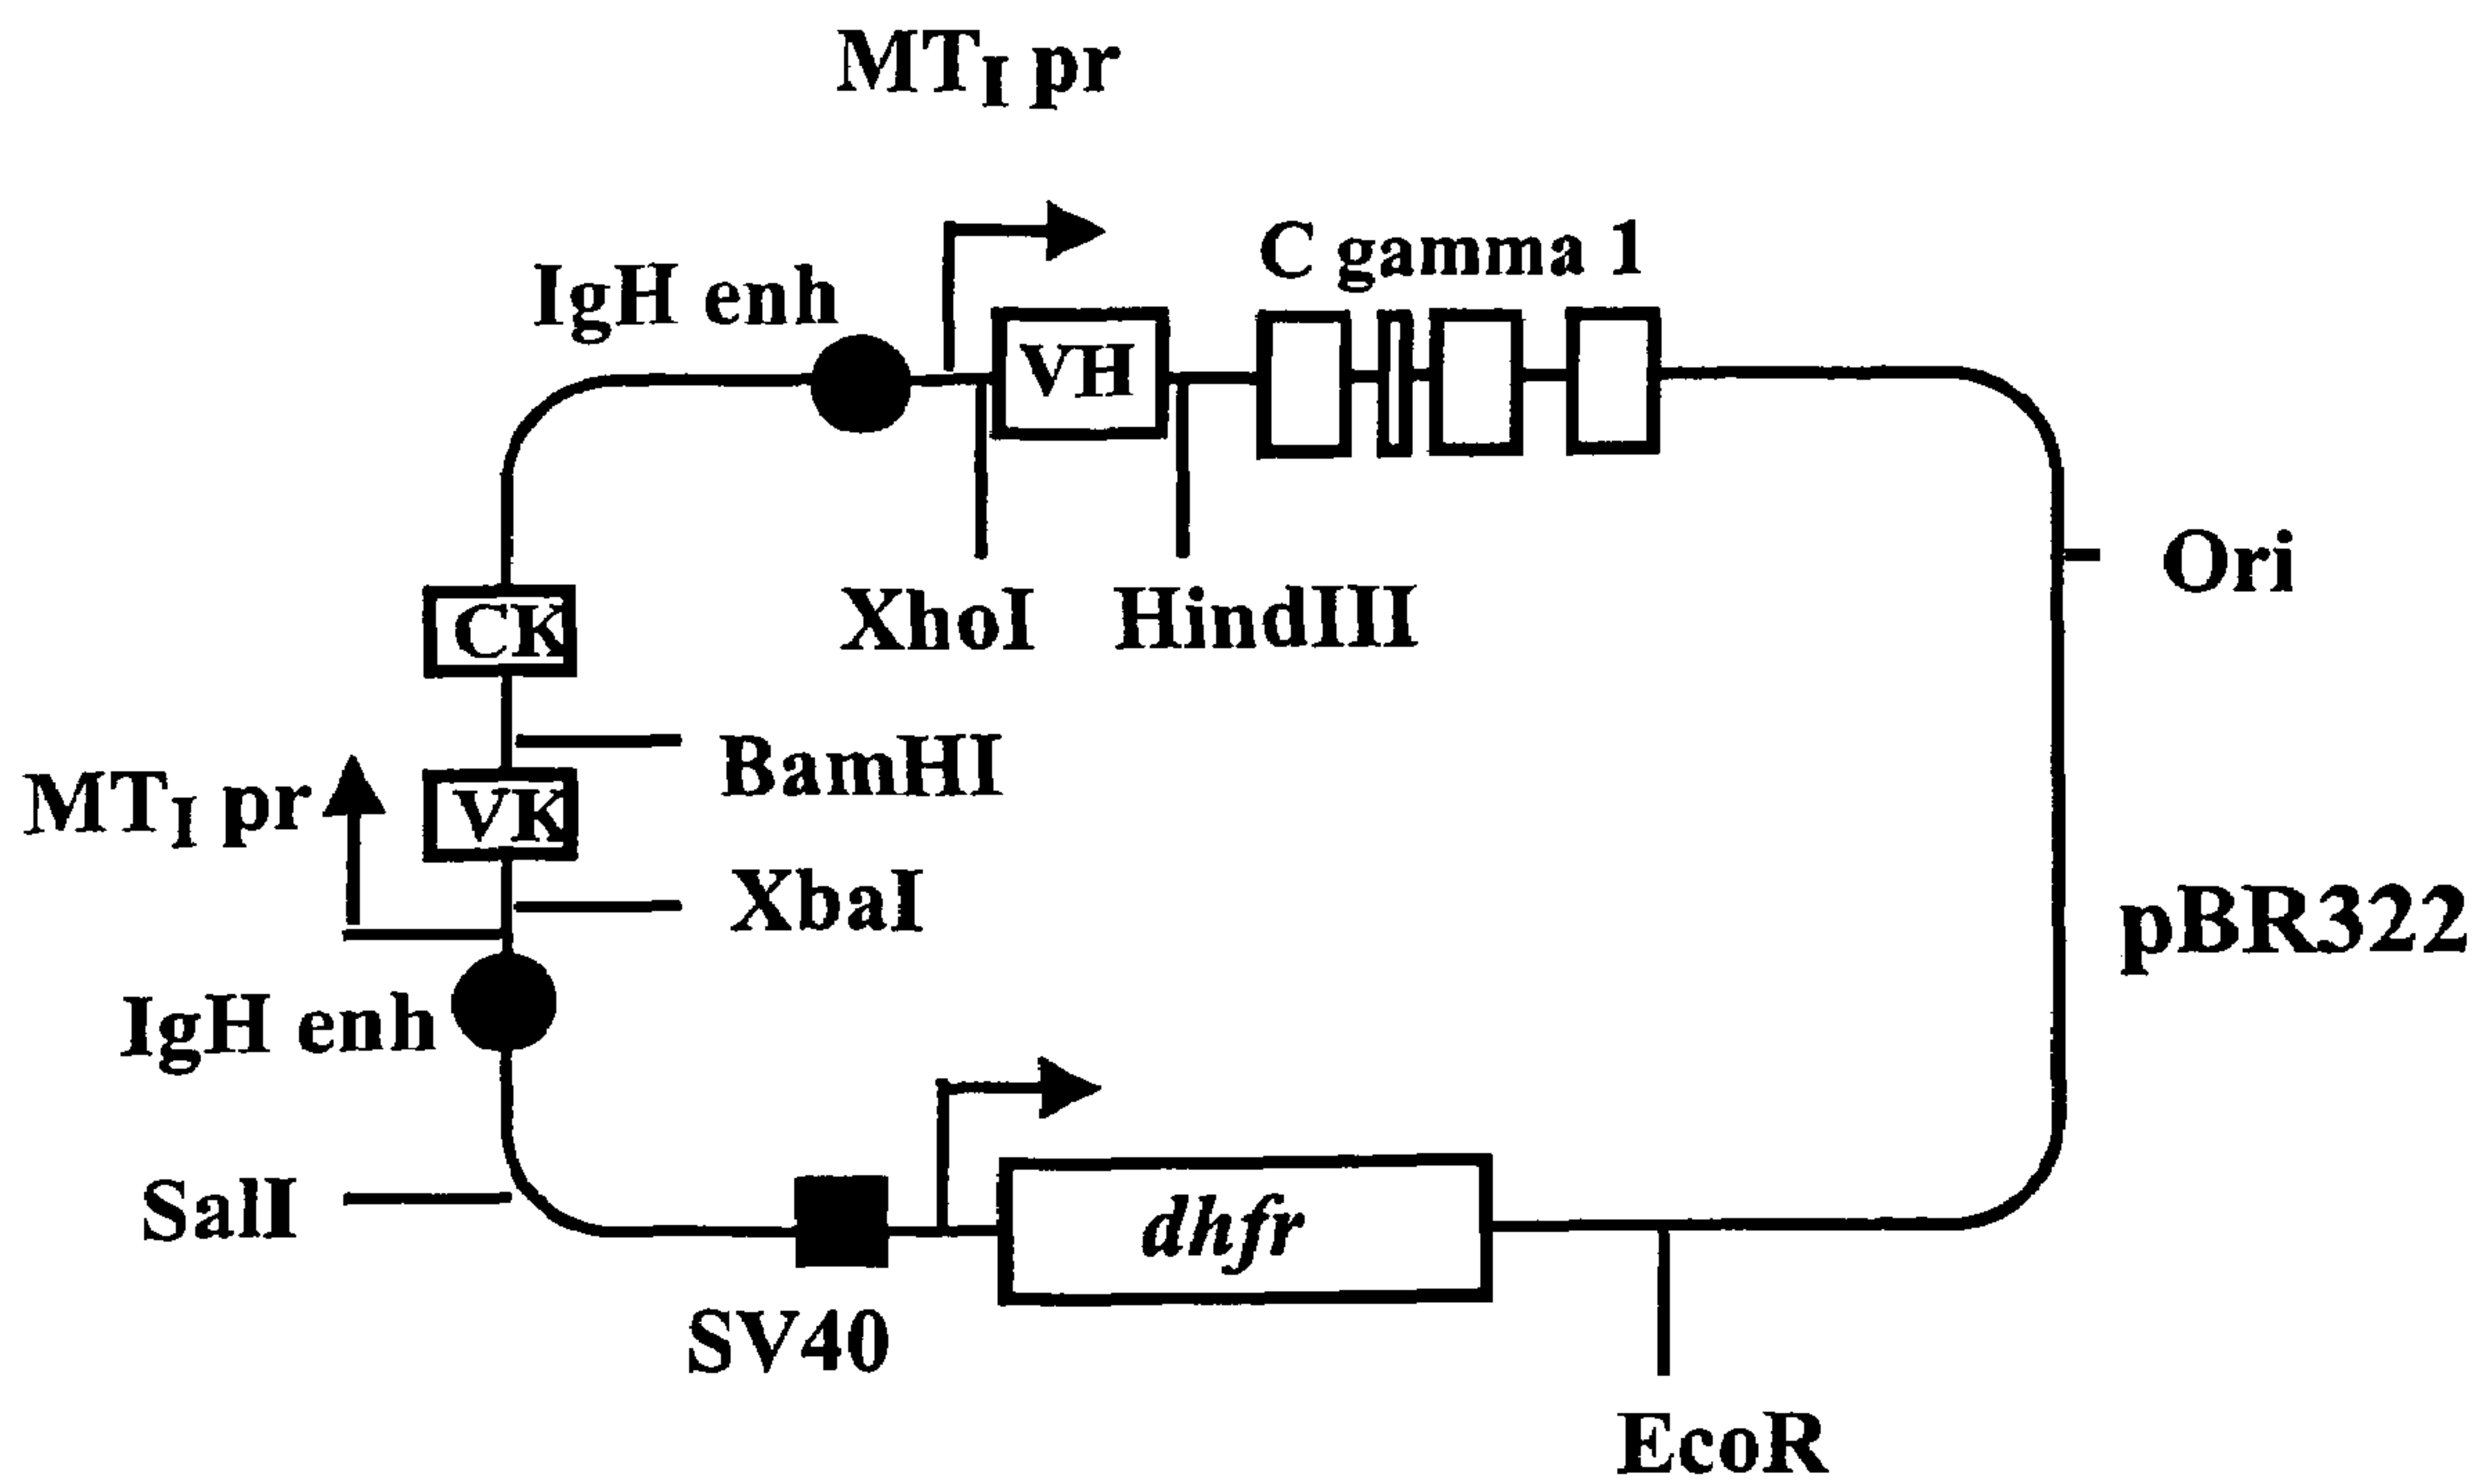 MTI pr
IgH enh
C gamma 1
VH
XhoI
HindIII
Ori
CK
BamHI
MTI pr
VK
XbaI
pBR322
IgH enh
SalI
dhfr
SV40
EcoR